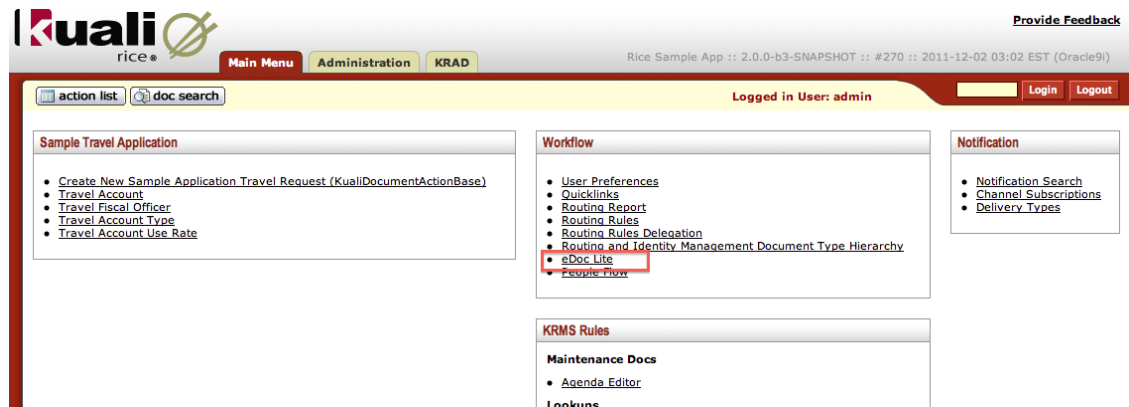 Kuali
rice
Provide Feedback
Main Menu
Administration
KRAD
Rice Sample App :: 2.0.0-b3-SNAPSHOT :: #270 :: 2011-12-02 03:02 EST (Oracle9i)
action list
doc search
Logged in User: admin
Login
Logout
Sample Travel Application
Create New Sample Application Travel Request (KualiDocumentActionBase)
Travel Account
Travel Fiscal Officer
Travel Account Type
Travel Account Use Rate
Workflow
User Preferences
Quicklinks
Routing Report
Routing Rules
Routing Rules Delegation
Routing and Identity Management Document Type Hierarchy
eDoc Lite
People Flow
KRMS Rules
Maintenance Docs
Agenda Editor
Lookups
Notification
Notification Search
Channel Subscriptions
Delivery Types